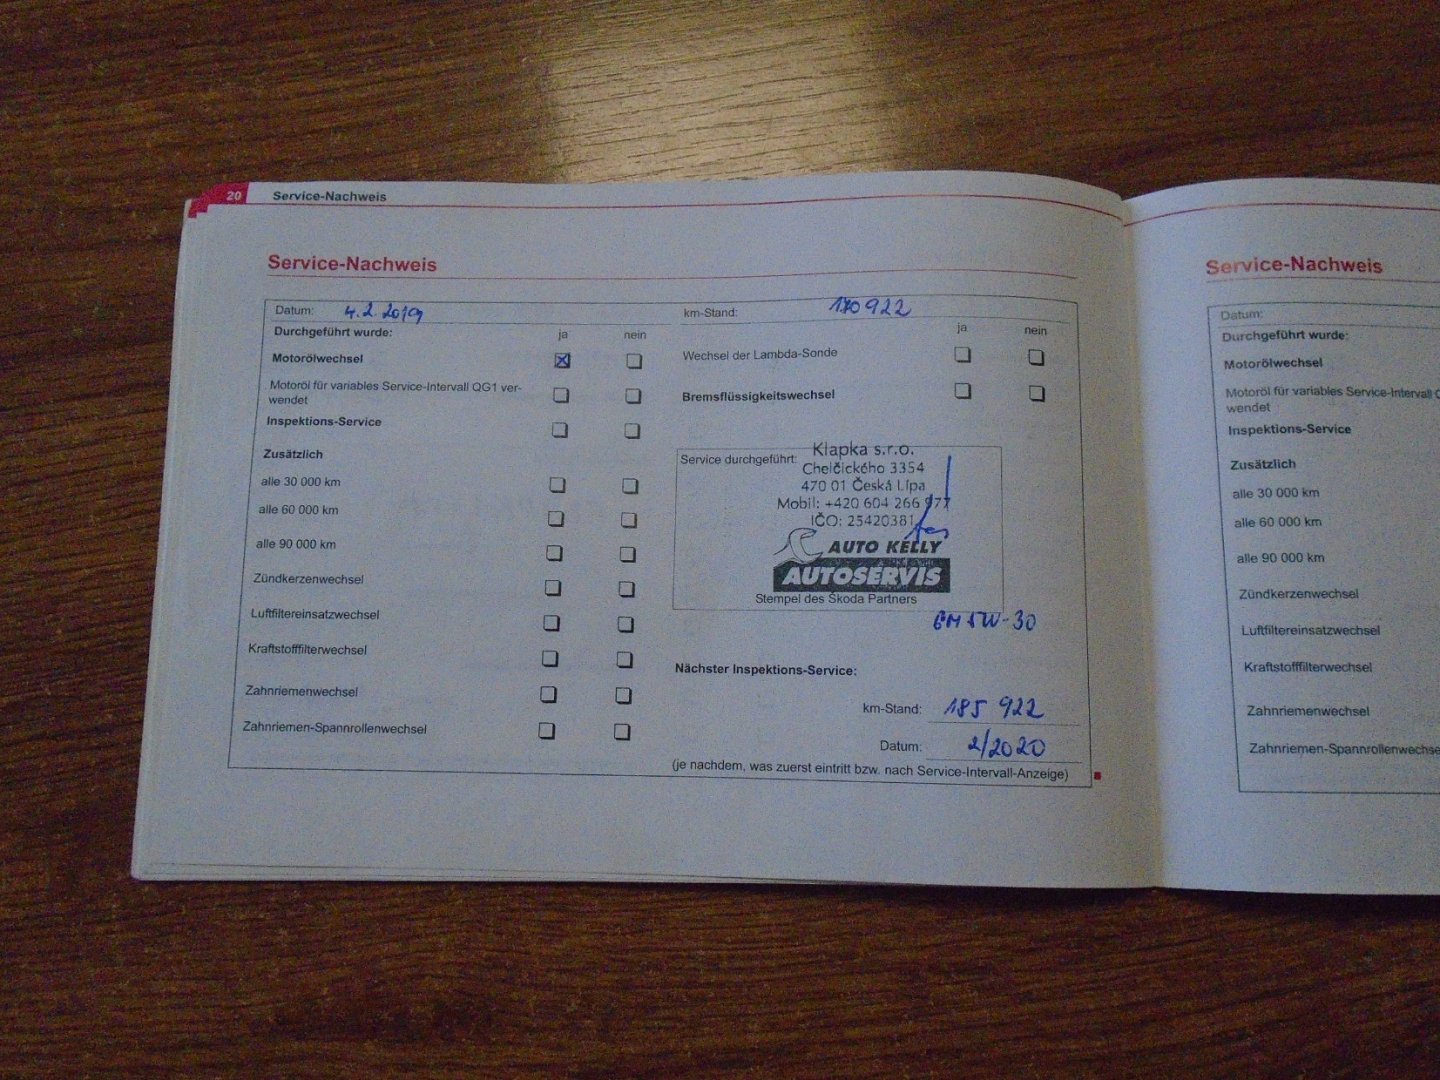 20 Service-Nachweis
Service-Nachweis
Datum: 4.2.2019
km-Stand: 170922
Durchgeführt wurde: ja nein
ja nein
Motorölwechsel
Wechsel der Lambda-Sonde
Motoröl für variables Service-Intervall QG1 ver-
wendet
Bremsflüssigkeitswechsel
Inspektions-Service
Zusätzlich
alle 30 000 km
alle 60 000 km
alle 90 000 km
Zündkerzenwechsel
Luftfiltereinsatzwechsel
Kraftstofffilterwechsel
Zahnriemenwechsel
Zahnriemen-Spannrollenwechsel
Service durchgeführt:
Klapka s.r.o.
Chelčického 3354
470 01 Česká Lípa
Mobil: +420 604 266 977
IČO: 25420381
AUTO KELLY
AUTOSERVIS
Stempel des Škoda Partners
5W-30
Nächster Inspektions-Service:
km-Stand: 185 922
Datum: 2/2020
(je nachdem, was zuerst eintritt bzw. nach Service-Intervall-Anzeige)
Service-Nachweis
Datum:
Durchgeführt wurde:
Motorölwechsel
Motoröl für variables Service-Intervall
wendet
Inspektions-Service
Zusätzlich
alle 30 000 km
alle 60 000 km
alle 90 000 km
Zündkerzenwechsel
Luftfiltereinsatzwechsel
Kraftstofffilterwechsel
Zahnriemenwechsel
Zahnriemen-Spannrollenwechse